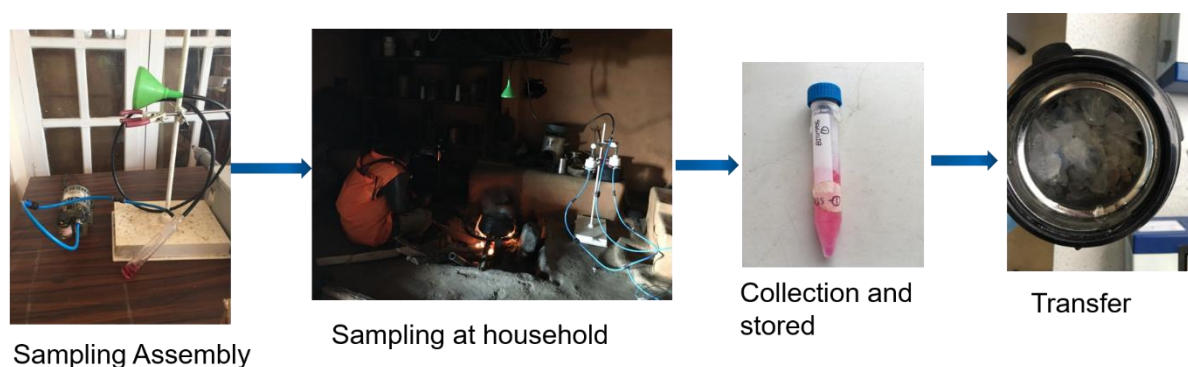 Sampling Assembly
Sampling at household
Collection and
stored
Transfer